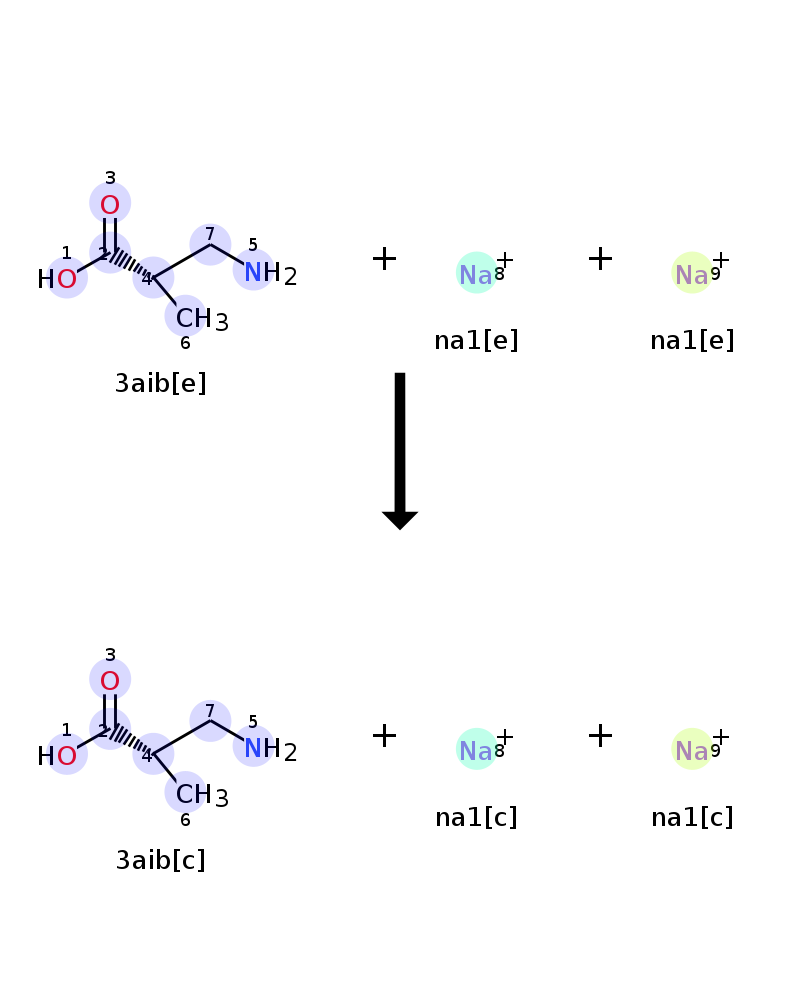 3
O
1
2
HO
4
7
5
NH2
CH3
6
3aib[e]
+
Na8+
na1[e]
+
Na9+
na1[e]
3
O
1
2
HO
4
7
5
NH2
CH3
6
3aib[c]
+
Na8+
na1[c]
+
Na9+
na1[c]